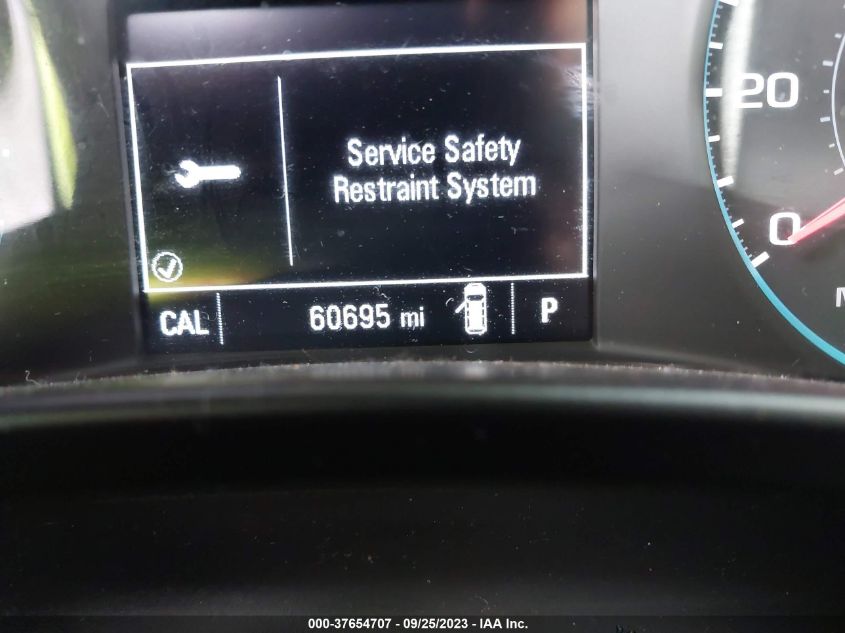 Service Safety
Restraint System
CAL 60695 mi P
20
0
000-37654707 - 09/25/2023 - IAA Inc.